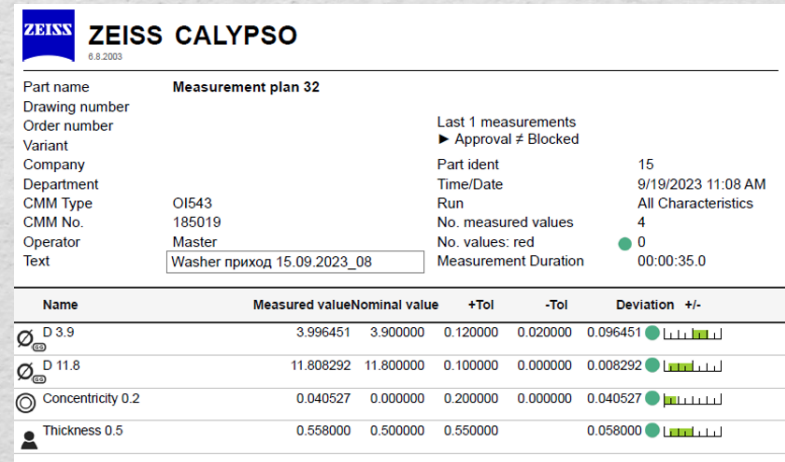 ZEISS
ZEISS CALYPSO
6.8.2003
Part name Measurement plan 32
Drawing number
Order number
Variant
Company
Department
CMM Type OI543
CMM No. 185019
Operator Master
Text Washer приход 15.09.2023_08
Last 1 measurements
► Approval ≠ Blocked
Part ident 15
Time/Date 9/19/2023 11:08 AM
Run All Characteristics
No. measured values 4
No. values: red 0
Measurement Duration 00:00:35.0
Name Measured value Nominal value +Tol -Tol Deviation +/-
D 3.9 3.996451 3.900000 0.120000 0.020000 0.096451
D 11.8 11.808292 11.800000 0.100000 0.000000 0.008292
Concentricity 0.2 0.040527 0.000000 0.200000 0.000000 0.040527
Thickness 0.5 0.558000 0.500000 0.550000 0.058000